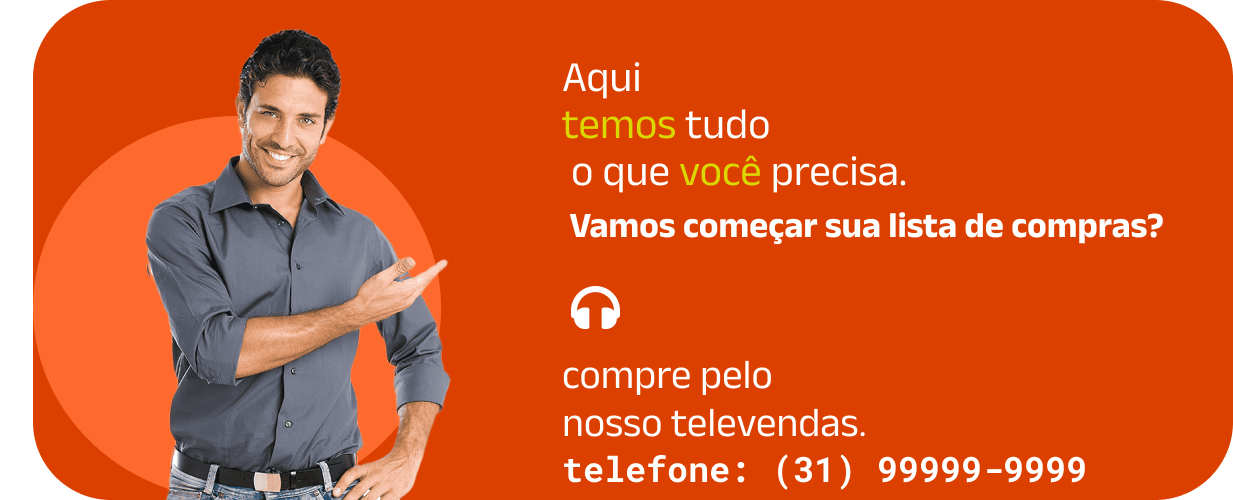 Aqui
temos tudo
o que você precisa.
Vamos começar sua lista de compras?
compre pelo
nosso televendas.
telefone: (31) 99999-9999